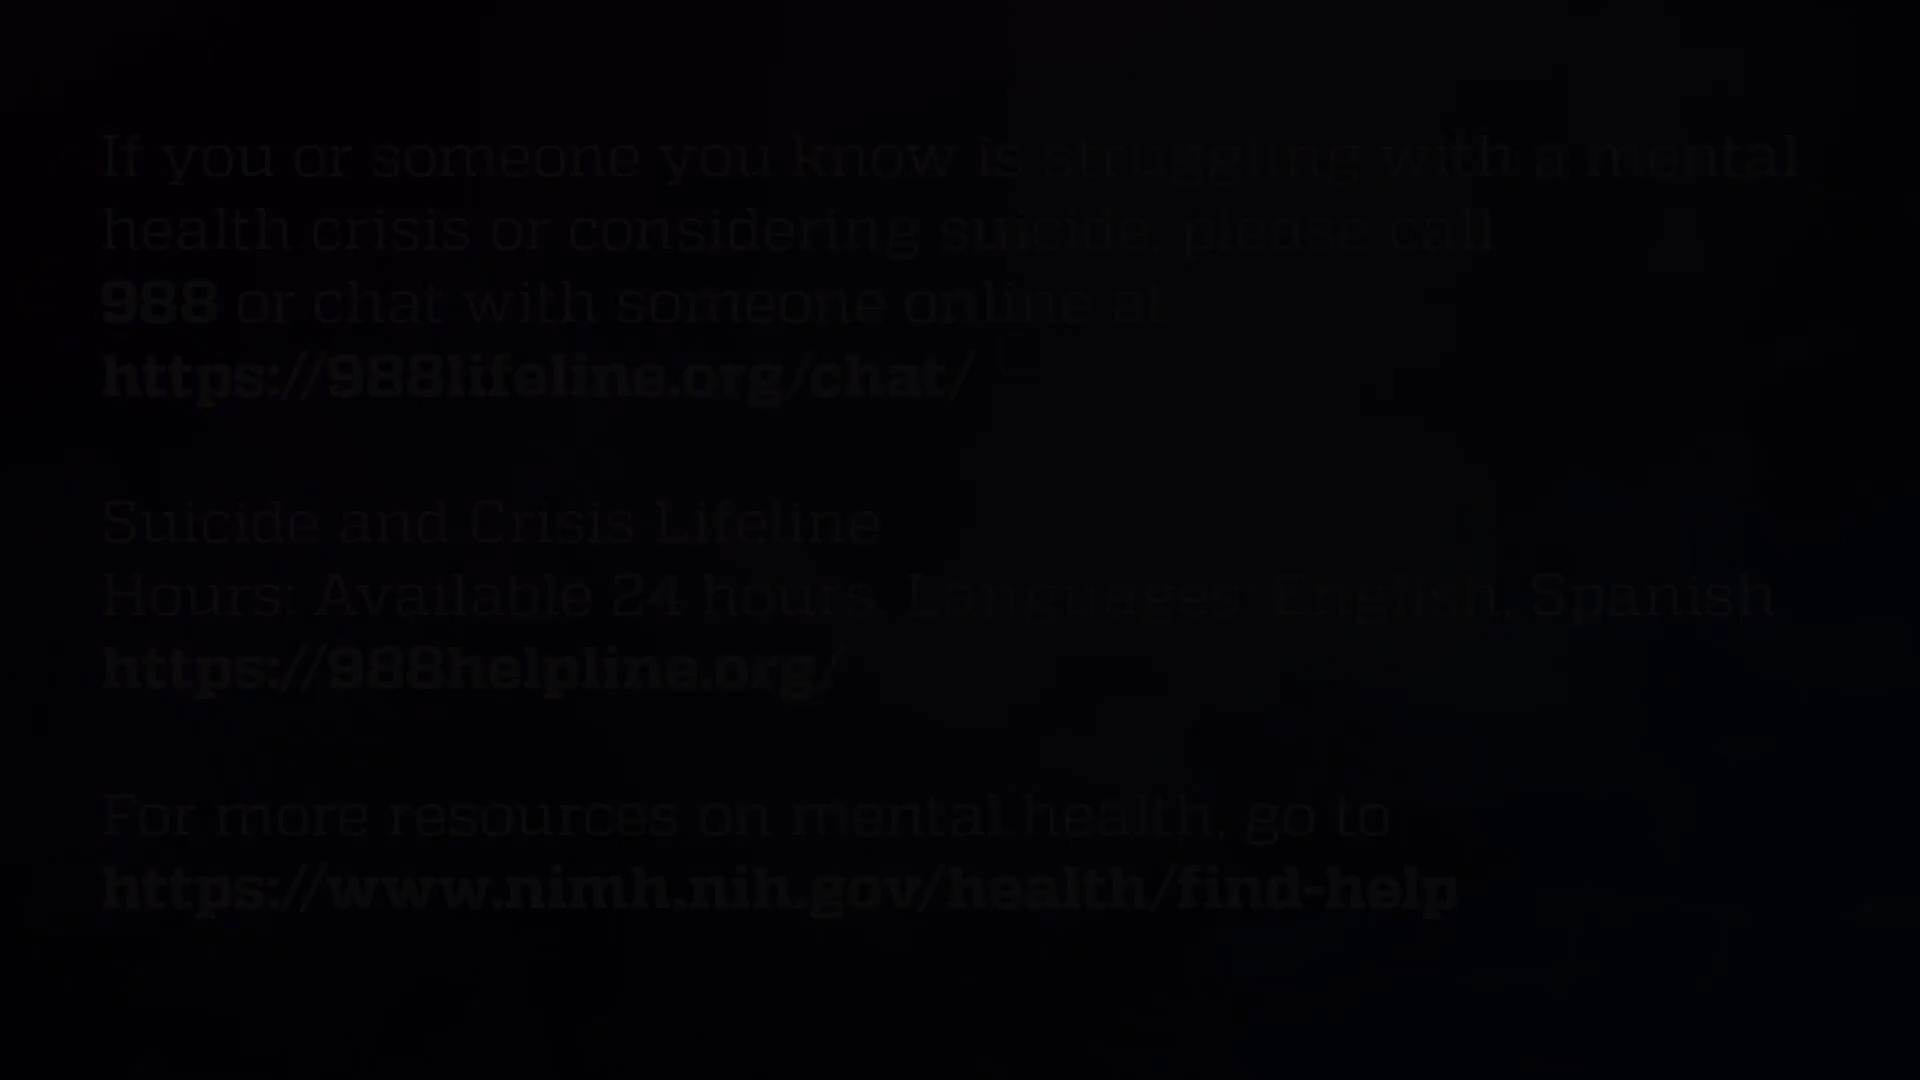 If you or someone you know is struggling with a mental
health crisis or considering suicide, please call
988 or chat with someone online at
https://988lifeline.org/chat/
Suicide and Crisis Lifeline
Hours: Available 24 hours. Languages: English, Spanish
https://988helpline.org/
For more resources on mental health, go to
https://www.nimh.nih.gov/health/find-help